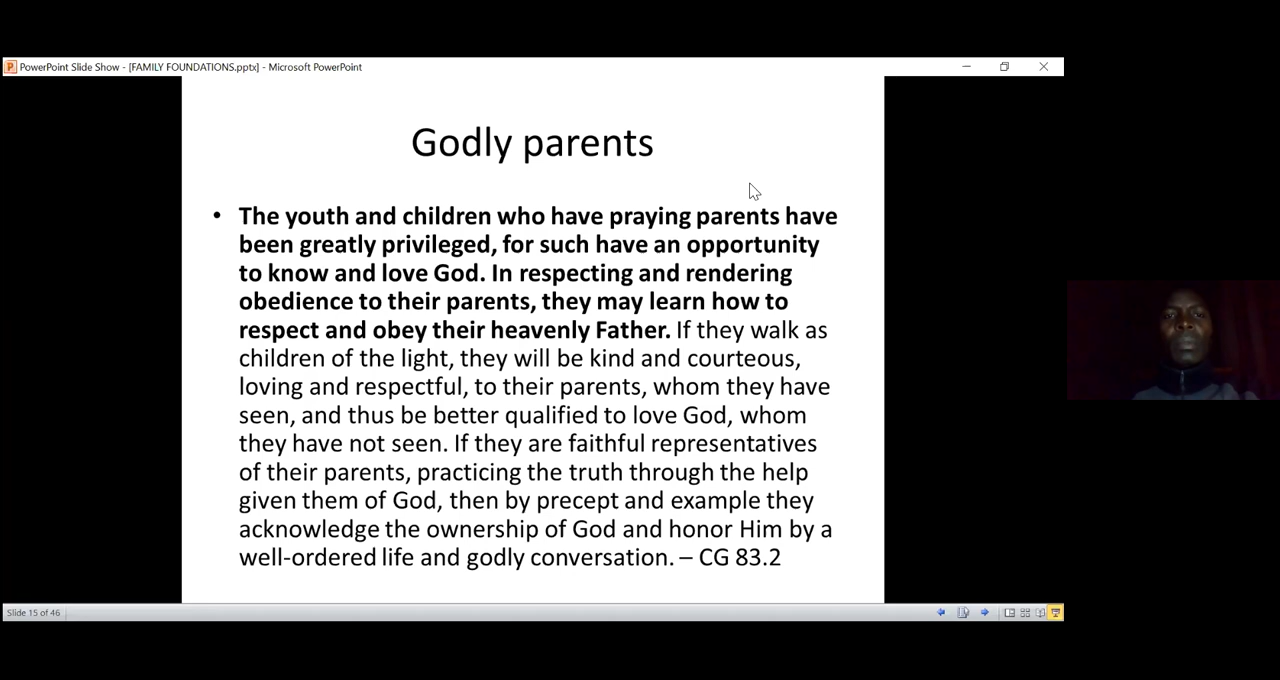 PowerPoint Slide Show - [FAMILY FOUNDATIONS.pptx] - Microsoft PowerPoint
Godly parents
• The youth and children who have praying parents have
been greatly privileged, for such have an opportunity
to know and love God. In respecting and rendering
obedience to their parents, they may learn how to
respect and obey their heavenly Father. If they walk as
children of the light, they will be kind and courteous,
loving and respectful, to their parents, whom they have
seen, and thus be better qualified to love God, whom
they have not seen. If they are faithful representatives
of their parents, practicing the truth through the help
given them of God, then by precept and example they
acknowledge the ownership of God and honor Him by a
well-ordered life and godly conversation. – CG 83.2
Slide 15 of 46